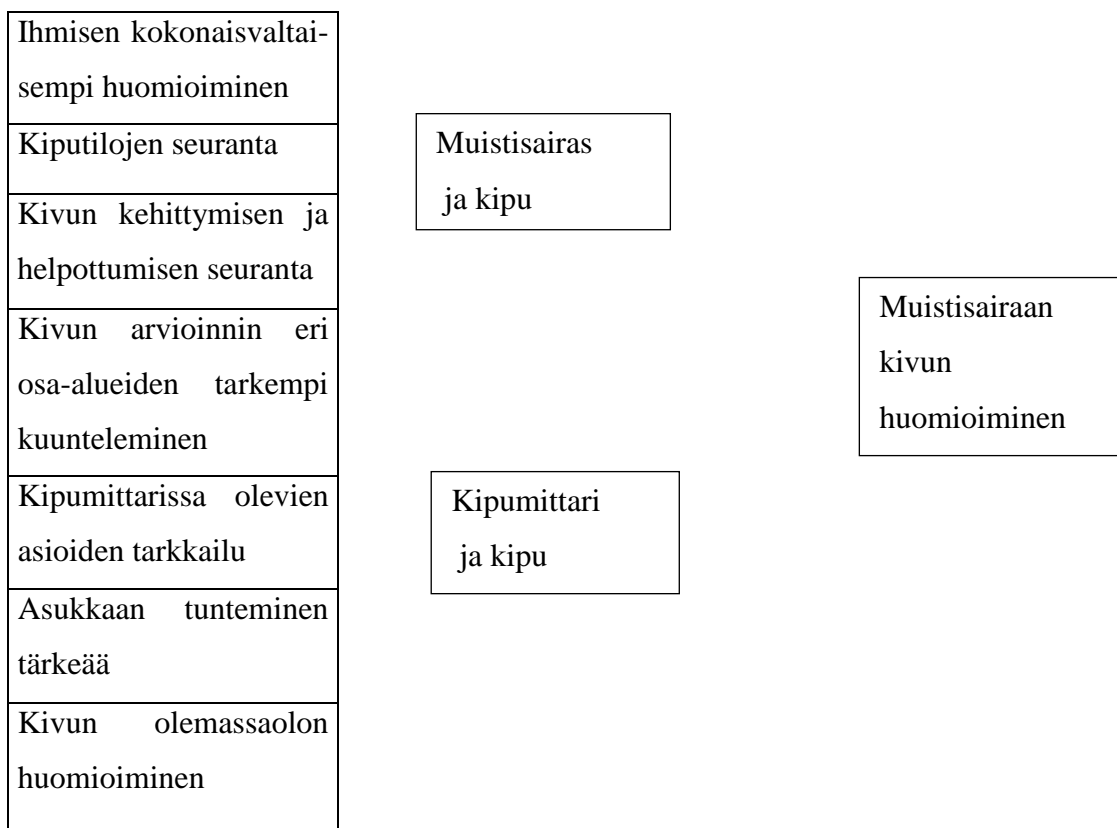 Ihmisen kokonaisvaltai-
sempi huomioiminen
Kiputilojen seuranta
Kivun kehittymisen ja
helpottumisen seuranta
Kivun arvioinnin eri
osa-alueiden tarkempi
kuunteleminen
Kipumittarissa olevien
asioiden tarkkailu
Asukkaan tunteminen
tärkeää
Kivun olemassaolon
huomioiminen
Muistisairas
ja kipu
Kipumittari
ja kipu
Muistisairaan
kivun
huomioiminen